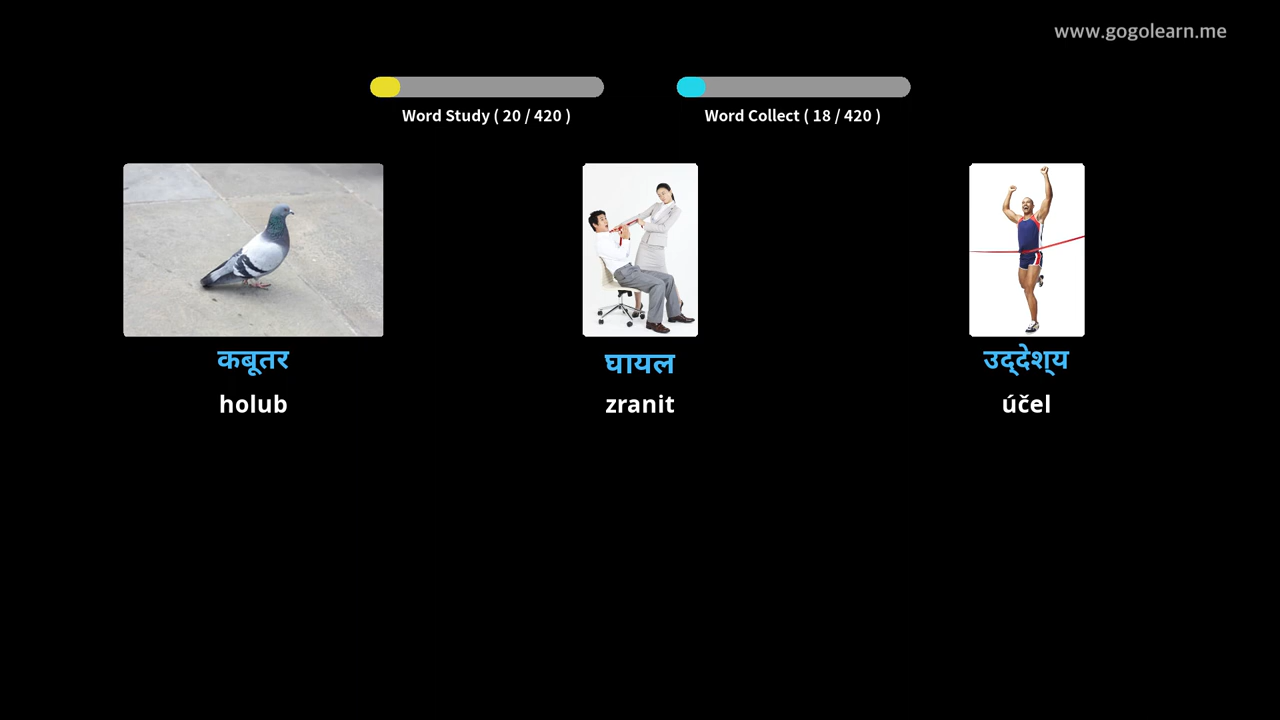 www.gogolearn.me
Word Study ( 20 / 420 )
Word Collect ( 18 / 420 )
कबूतर
घायल
उद्देश्य
holub
zranit
účel